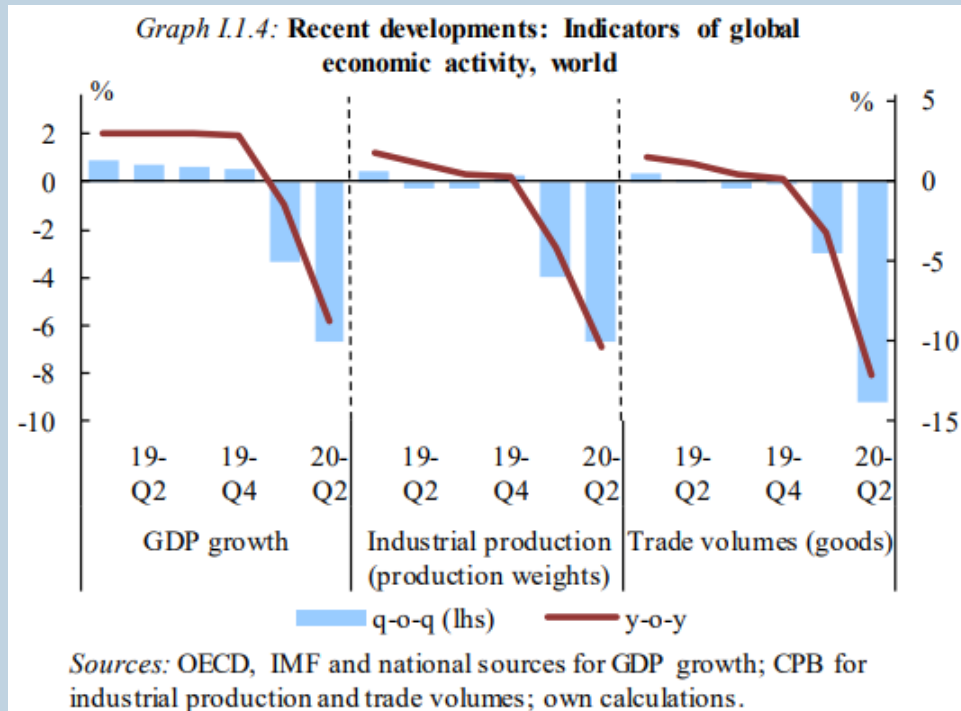 Graph I.1.4: Recent developments: Indicators of global
economic activity, world
%
%
2
0
-2
-4
-6
-8
-10
5
0
-5
-10
-15
19-
Q2
19-
Q4
20-
Q2
19-
Q2
19-
Q4
20-
Q2
19-
Q2
19-
Q4
20-
Q2
GDP growth
Industrial production
(production weights)
Trade volumes (goods)
q-o-q (lhs)
y-o-y
Sources: OECD, IMF and national sources for GDP growth; CPB for
industrial production and trade volumes; own calculations.